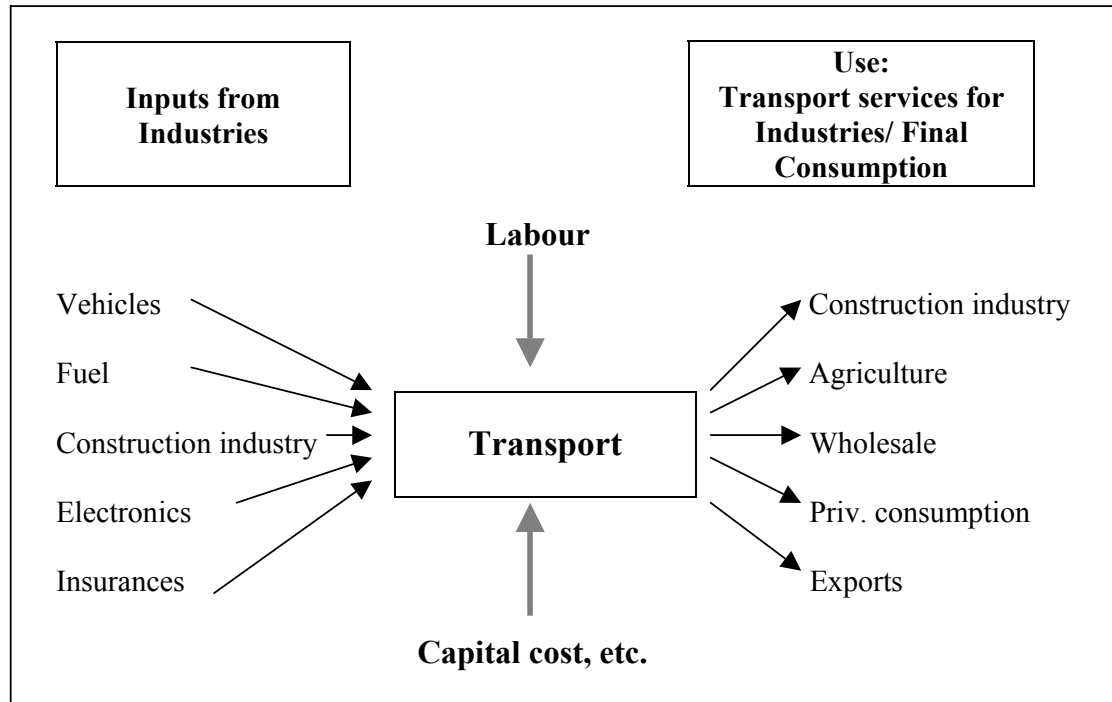 Inputs from
Industries
Use:
Transport services for
Industries/ Final
Consumption
Labour
Vehicles
Fuel
Construction industry
Electronics
Insurances
Transport
Construction industry
Agriculture
Wholesale
Priv. consumption
Exports
Capital cost, etc.